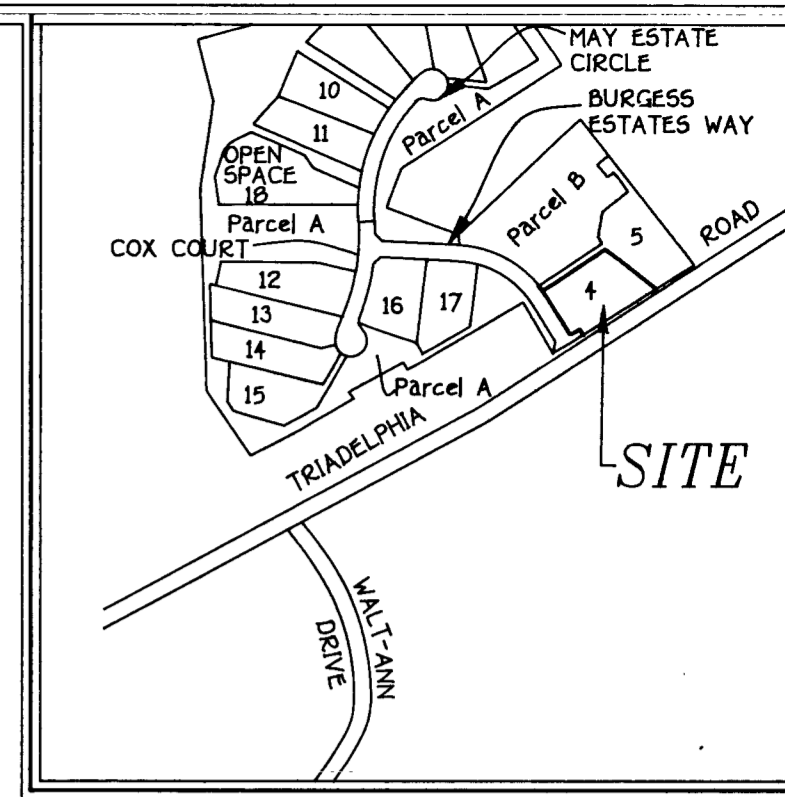 MAY ESTATE
CIRCLE
10
Parcel A
BURGESS
ESTATES WAY
11
OPEN
SPACE
18
Parcel B
Parcel A
5
ROAD
COX COURT
12
4
16
17
13
14
Parcel A
15
TRIADELPHIA
SITE
WALT-ANN
DRIVE